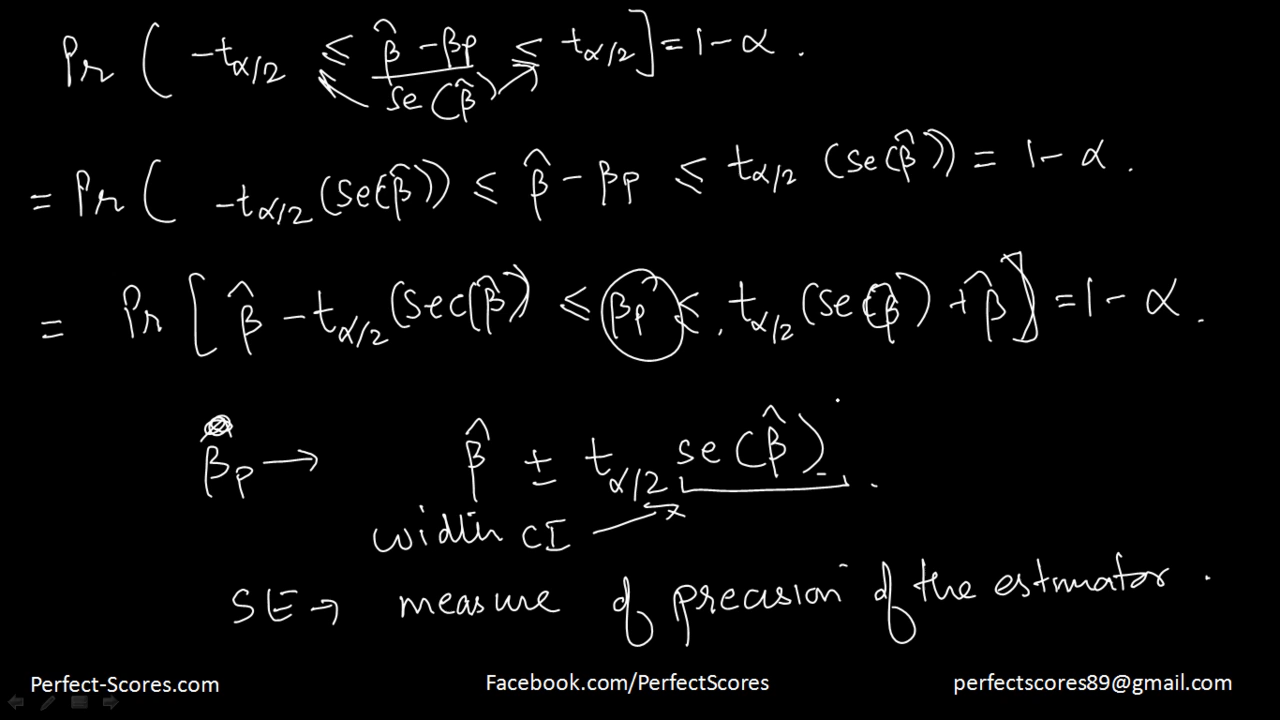 Pr ( -tα/2 ≤ (β̂ - βp)/(se(β̂)) ≤ tα/2 ] = 1 - α .
= Pr ( -tα/2 (se(β̂)) ≤ β̂ - βp ≤ tα/2 (se(β̂)) = 1 - α .
= Pr [ β̂ - tα/2 (se(β̂)) ≤ βp ≤ tα/2 (se(β̂)) + β̂ ] = 1 - α .
βp → β̂ ± tα/2 se(β̂) .
width CI →
SE → measure of precision of the estimator .
Perfect-Scores.com Facebook.com/PerfectScores perfectscores89@gmail.com